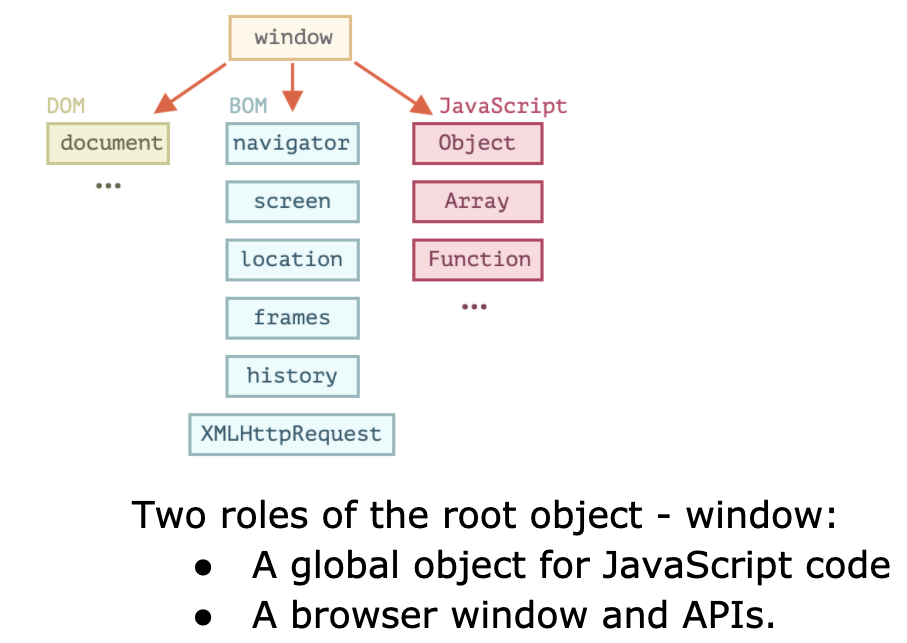 window
DOM
BOM
JavaScript
document
navigator
Object
...
screen
Array
location
Function
frames
...
history
XMLHttpRequest
Two roles of the root object - window:
● A global object for JavaScript code
● A browser window and APIs.